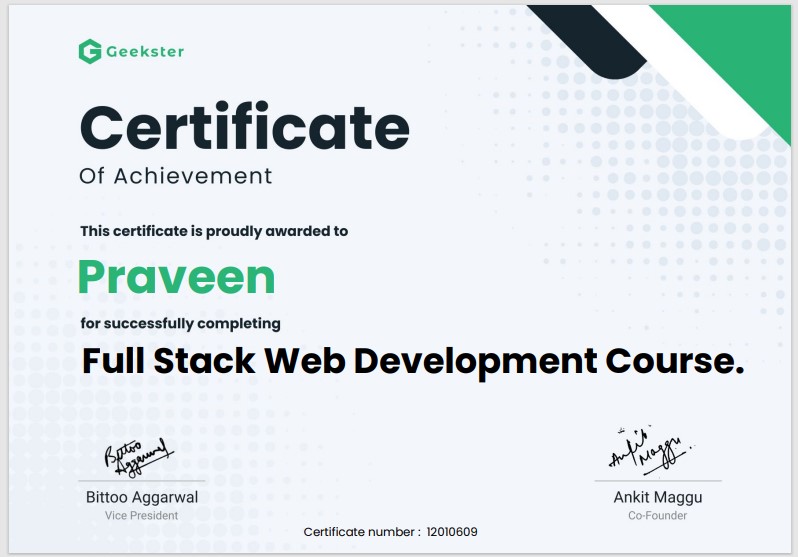 Geekster
Certificate
Of Achievement
This certificate is proudly awarded to
Praveen
for successfully completing
Full Stack Web Development Course.
Bittoo Aggarwal
Ankit Maggu
Bittoo Aggarwal
Ankit Maggu
Vice President
Co-Founder
Certificate number : 12010609